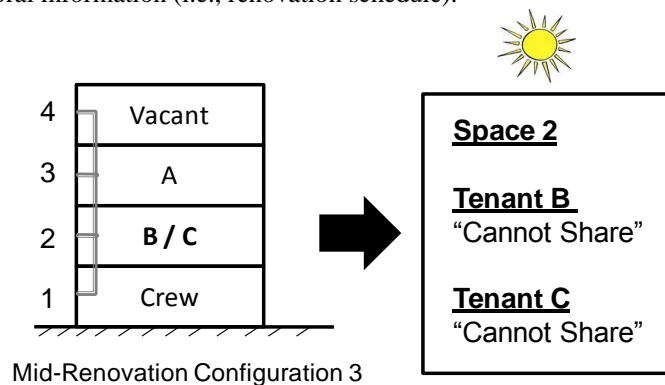 4 Vacant
3 A
2 B / C
1 Crew
Mid-Renovation Configuration 3
Space 2
Tenant B
“Cannot Share”
Tenant C
“Cannot Share”